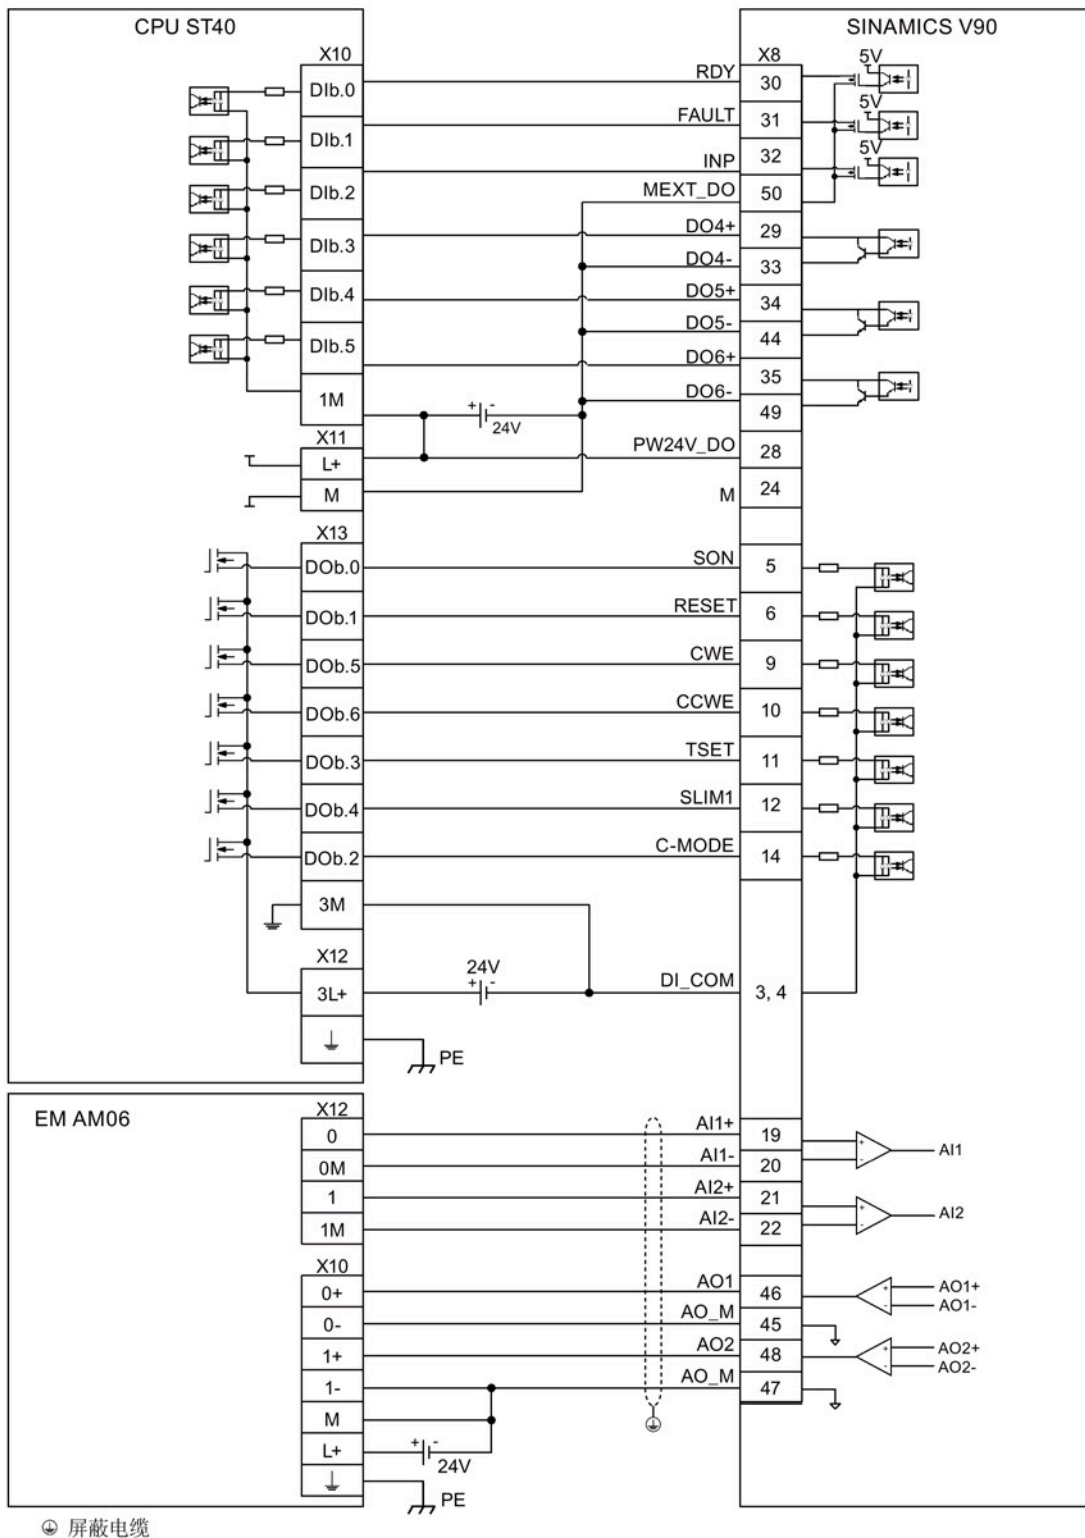 CPU ST40 SINAMICS V90
X10 X8
5V
DIb.0 RDY 30
5V
DIb.1 FAULT 31
5V
DIb.2 INP 32
MEXT_DO 50
DIb.3 DO4+ 29
DO4- 33
DIb.4 DO5+ 34
DO5- 44
DIb.5 DO6+ 35
1M + - 24V DO6- 49
X11
L+ PW24V_DO 28
M M 24
X13
DOb.0 SON 5
DOb.1 RESET 6
DOb.5 CWE 9
DOb.6 CCWE 10
DOb.3 TSET 11
DOb.4 SLIM1 12
DOb.2 C-MODE 14
3M
X12
24V
3L+ + - DI_COM 3, 4
PE
EM AM06
X12
0 AI1+ 19 + AI1
0M AI1- 20 -
1 AI2+ 21 + AI2
1M AI2- 22 -
X10
0+ AO1 46 + AO1+
- AO1-
0- AO_M 45
1+ AO2 48 + AO2+
- AO2-
1- AO_M 47
M
L+ + - 24V
PE
屏蔽电缆